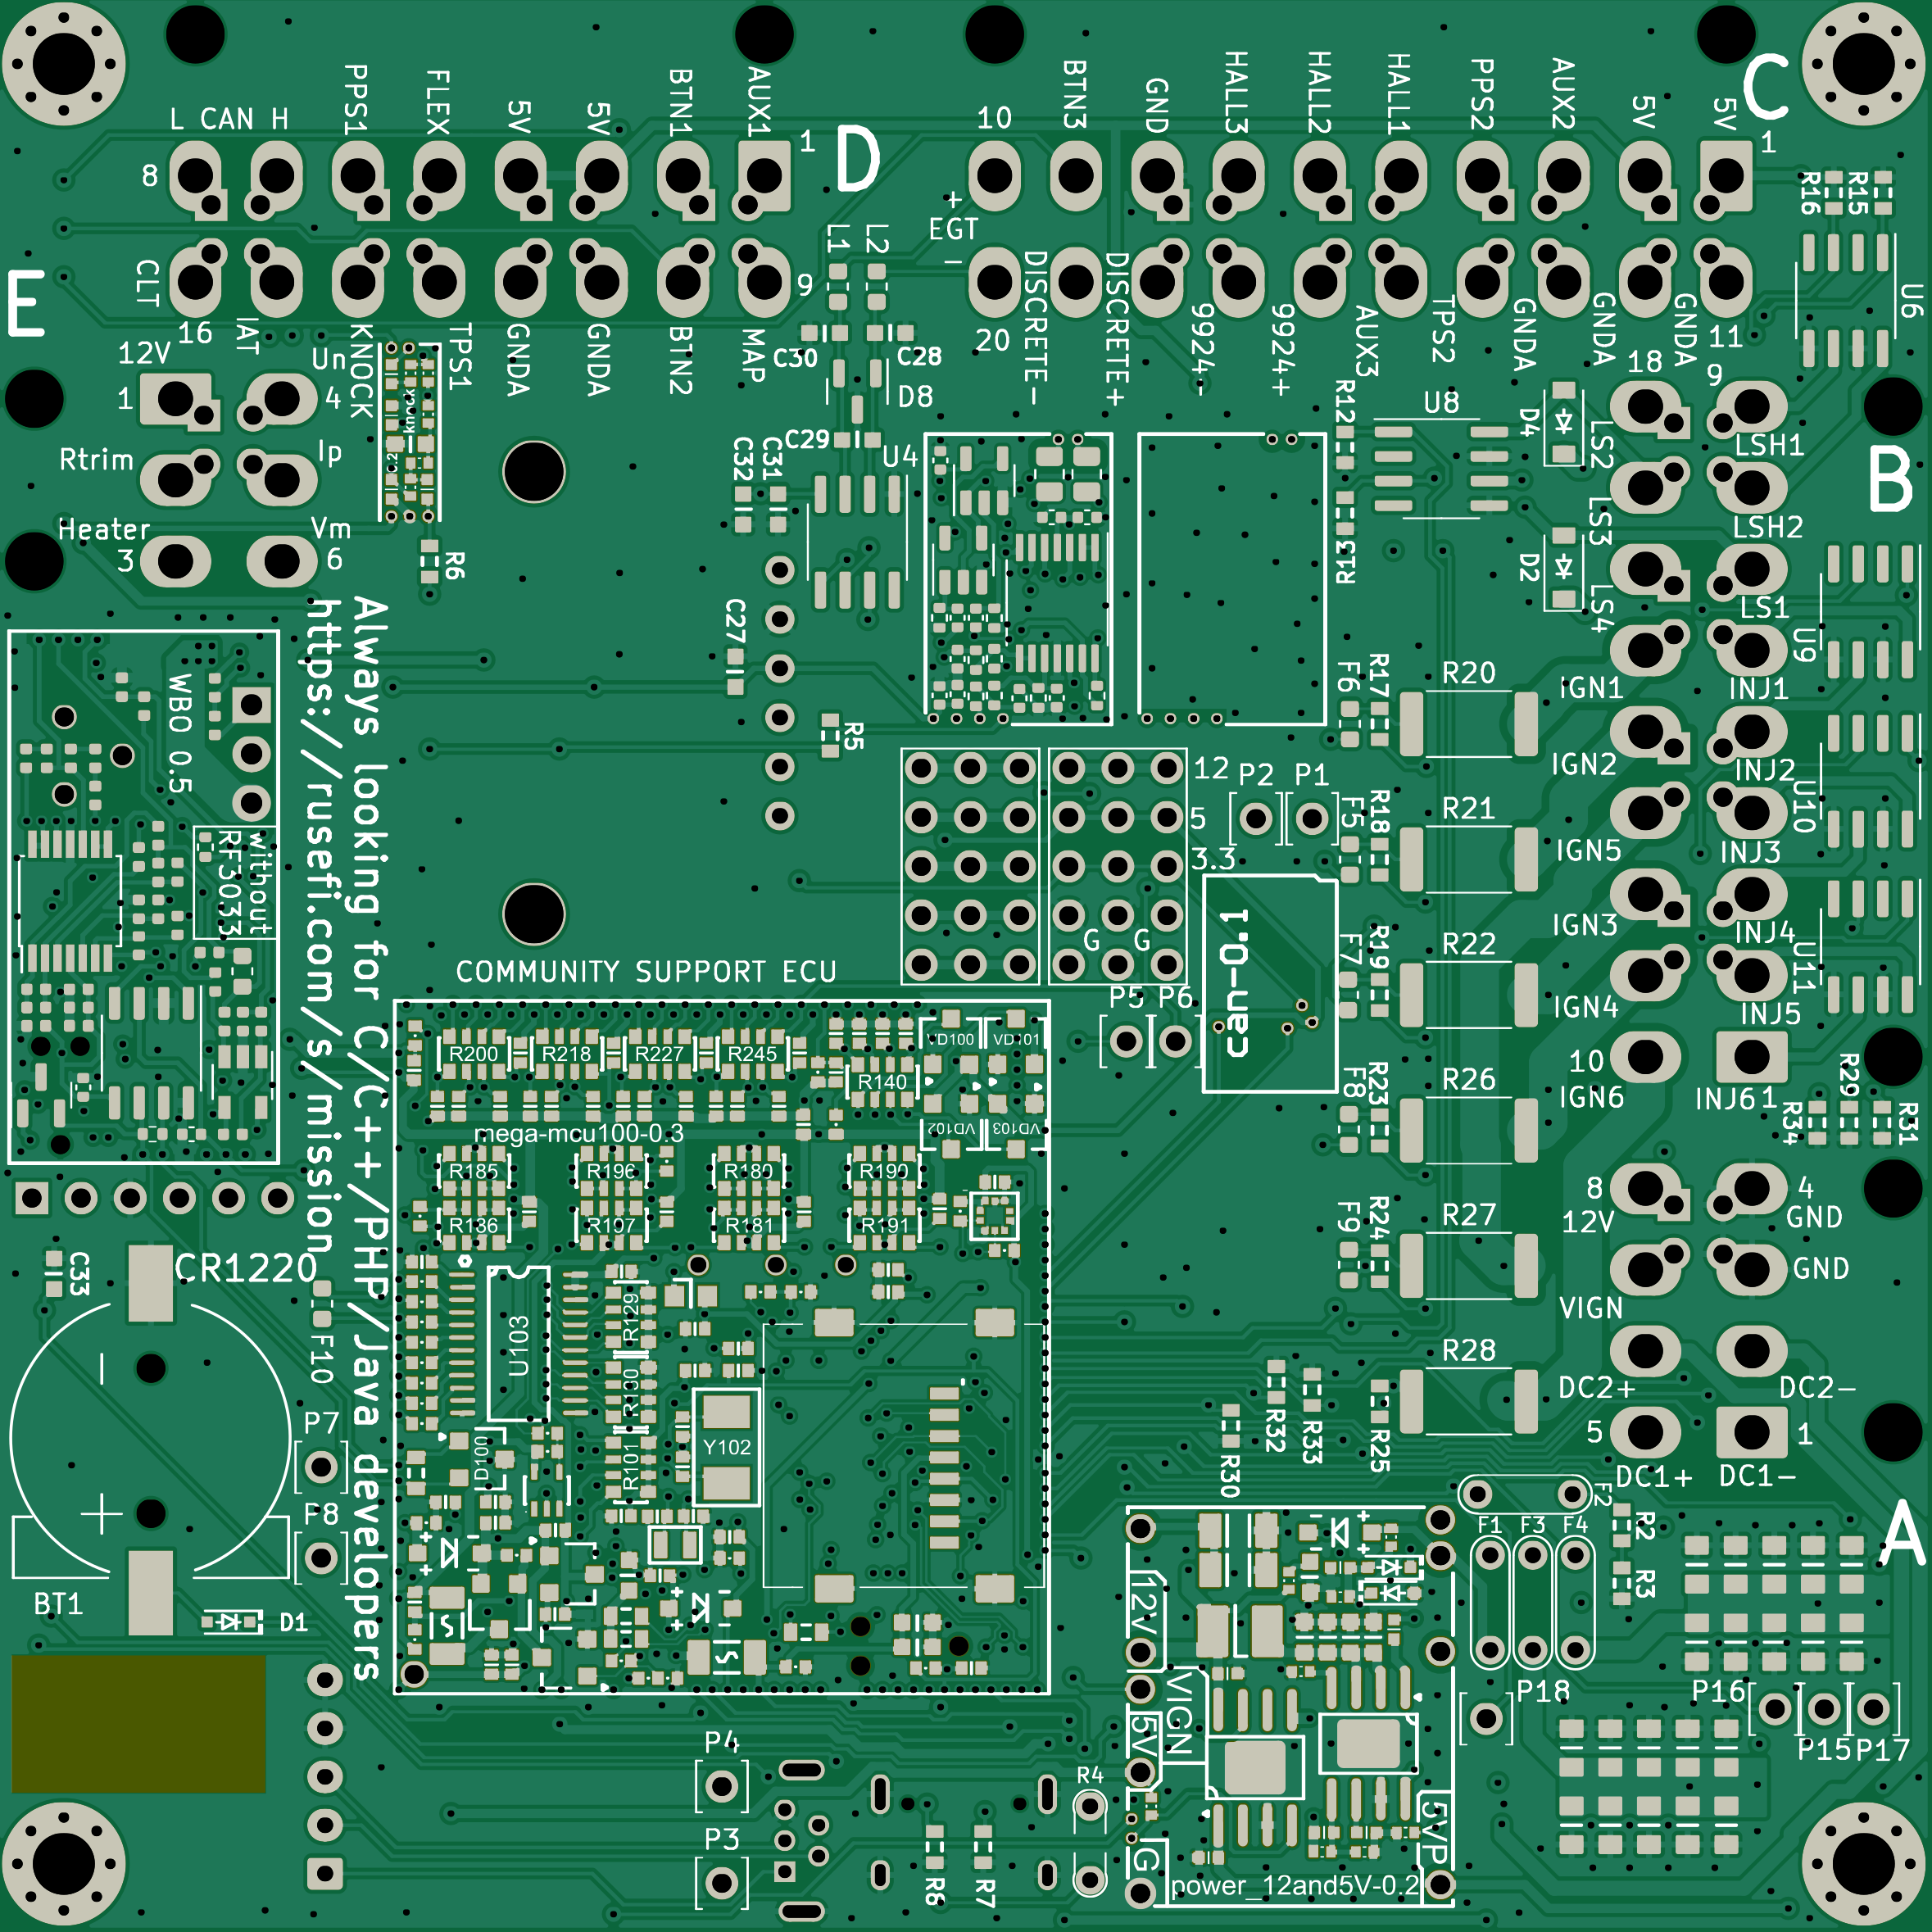 C
PPS1
FLEX
5V
5V
BTN1
AUX1
BTN3
GND
HALL3
HALL2
HALL1
PPS2
AUX2
5V
5V
L CAN H
10
1
1
D
8
R16
R15
+
EGT
-
L1
L2
CLT
9
DISCRETE-
DISCRETE+
E
U6
16
IAT
KNOCK
TPS1
GNDA
GNDA
BTN2
MAP
20
9924-
9924+
AUX3
TPS2
GNDA
GNDA
GNDA
11
12V
Un
C30
C28
18
9
1
4
knock
D8
R12
U8
D4
LS2
LSH1
Rtrim
Ip
C29
U4
C32
C31
B
Heater
Vm
LS3
LSH2
3
6
R6
R13
D2
LS4
LS1
C27
U9
Always looking for C/C++/PHP/Java developers
https://rusefi.com/s/mission
WBO 0.5
F6
R17
R20
IGN1
INJ1
R5
12
P2
P1
IGN2
INJ2
U10
5
F5
R18
R21
3.3
IGN5
INJ3
without
RF3033
can-0.1
IGN3
INJ4
G
G
F7
R19
R22
U11
COMMUNITY SUPPORT ECU
P5
P6
IGN4
INJ5
R200
R218
R227
R245
VD100
VD101
10
R140
F8
R23
R26
IGN6
INJ6
1
R34
R29
R31
mega-mcu100-0.3
VD102
VD103
R185
R196
R180
R190
8
4
R136
R107
R181
R191
F9
R24
R27
12V
GND
C33
CR1220
GND
F10
U103
R129
VIGN
R130
R28
DC2+
DC2-
R32
R33
R25
P7
D100
R101
Y102
R30
5
1
DC1+
DC1-
+
P8
F2
F1
F3
F4
R2
A
BT1
D1
12V
R3
VIGN
P18
P16
5V
P4
P15
P17
R4
P3
5VP
G
R8
R7
power_12and5V-0.2